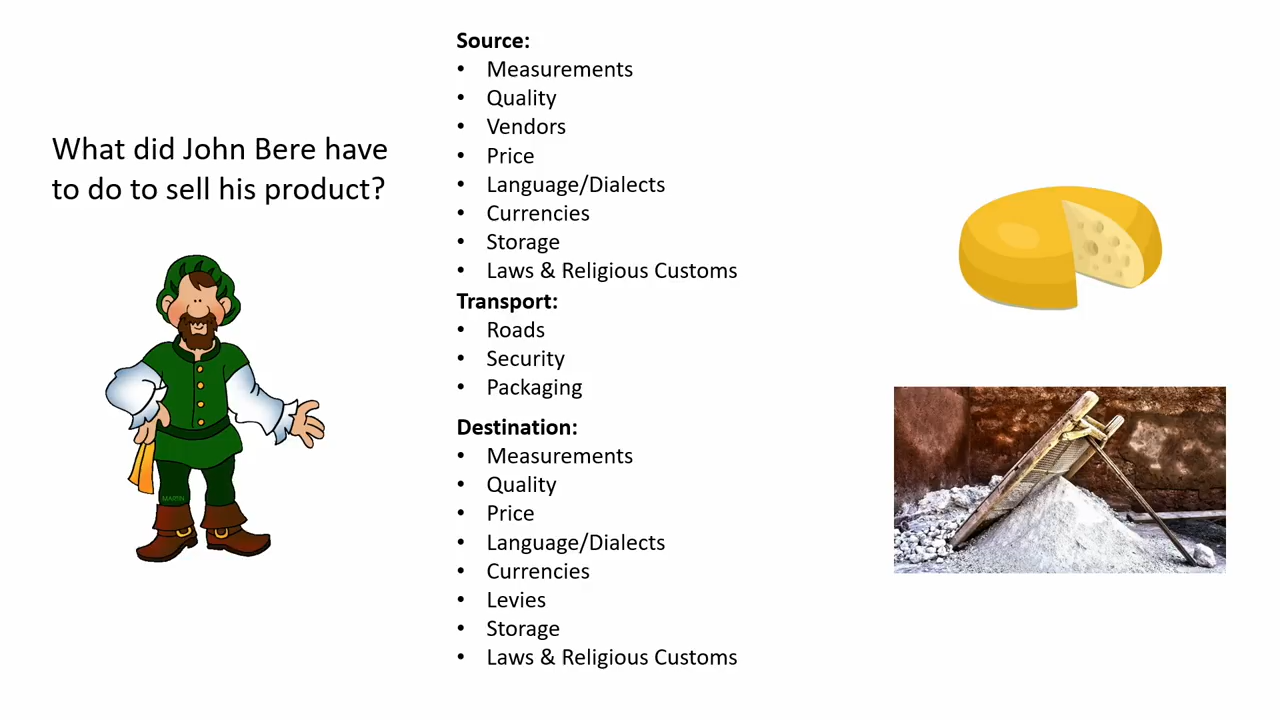 What did John Bere have
to do to sell his product?
Source:
• Measurements
• Quality
• Vendors
• Price
• Language/Dialects
• Currencies
• Storage
• Laws & Religious Customs
Transport:
• Roads
• Security
• Packaging
Destination:
• Measurements
• Quality
• Price
• Language/Dialects
• Currencies
• Levies
• Storage
• Laws & Religious Customs
MARTIN